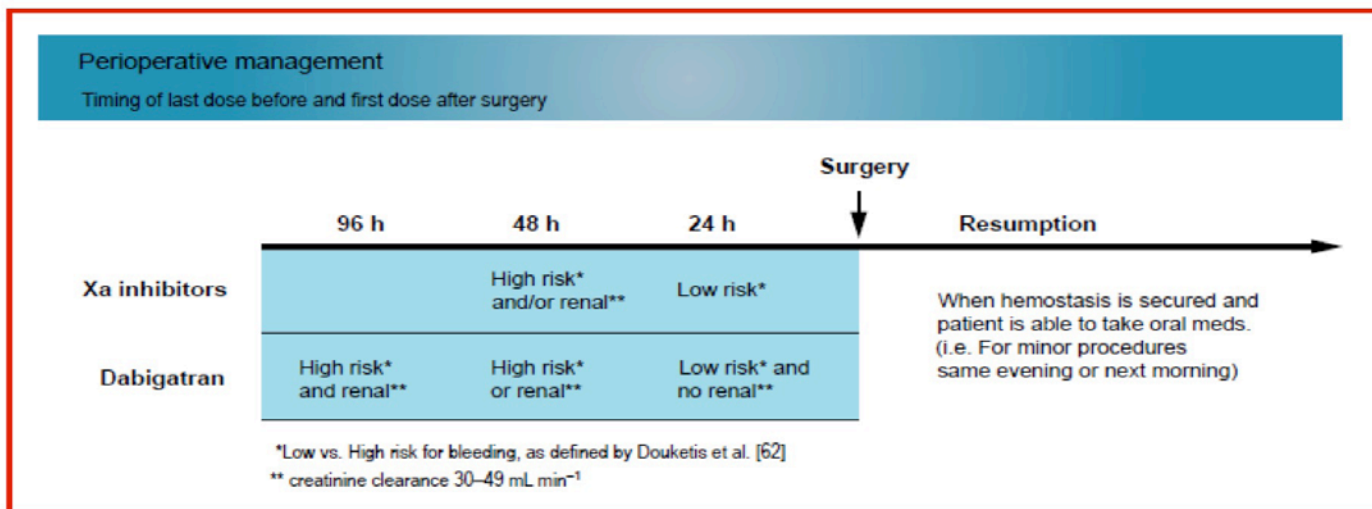 Perioperative management
Timing of last dose before and first dose after surgery
Surgery
96 h 48 h 24 h Resumption
Xa inhibitors
High risk*
and/or renal**
Low risk*
When hemostasis is secured and
patient is able to take oral meds.
(i.e. For minor procedures
same evening or next morning)
Dabigatran
High risk*
and renal**
High risk*
or renal**
Low risk* and
no renal**
*Low vs. High risk for bleeding, as defined by Douketis et al. [62]
** creatinine clearance 30–49 mL min⁻¹